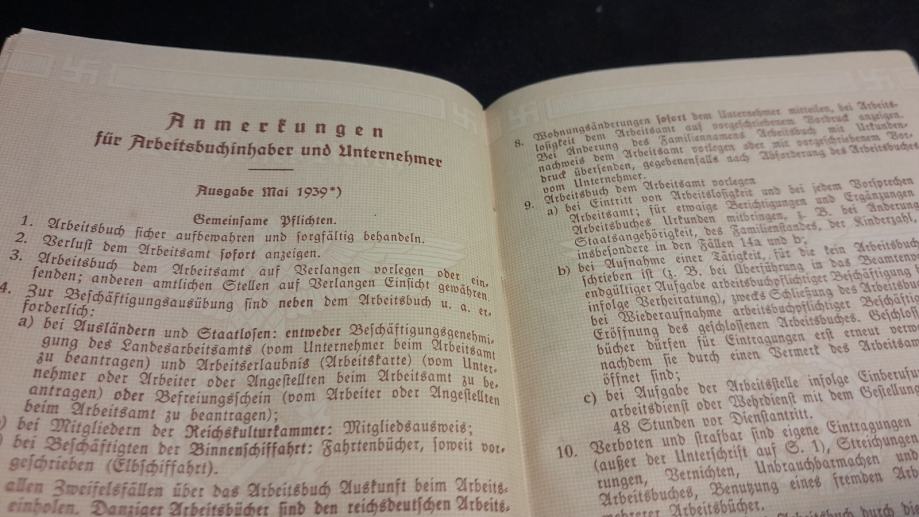 Anmerkungen
für Arbeitsbuchinhaber und Unternehmer
Ausgabe Mai 1939*)
Gemeinsame Pflichten.
1. Arbeitsbuch sicher aufbewahren und sorgfältig behandeln.
2. Verlust dem Arbeitsamt sofort anzeigen.
3. Arbeitsbuch dem Arbeitsamt auf Verlangen vorlegen oder ein-
senden; anderen amtlichen Stellen auf Verlangen Einsicht gewähren.
4. Zur Beschäftigungsausübung sind neben dem Arbeitsbuch u. a. er-
forderlich:
a) bei Ausländern und Staatlosen: entweder Beschäftigungsgenehmi-
gung des Landesarbeitsamts (vom Unternehmer beim Arbeitsamt
zu beantragen) und Arbeitserlaubnis (Arbeitskarte) (vom Unter-
nehmer oder Arbeiter oder Angestellten beim Arbeitsamt zu be-
antragen) oder Befreiungsschein (vom Arbeiter oder Angestellten
beim Arbeitsamt zu beantragen);
) bei Mitgliedern der Reichskulturkammer: Mitgliedsausweis;
) bei Beschäftigten der Binnenschiffahrt: Fahrtenbücher, soweit vor-
geschrieben (Elbschiffahrt).
allen Zweifelsfällen über das Arbeitsbuch Auskunft beim Arbeits-
einholen. Danziger Arbeitsbücher sind den reichsdeutschen Arbeits-
8. Wohnungsänderungen sofort dem Unternehmer mitteilen, bei Arbeits-
losigkeit dem Arbeitsamt auf vorgeschriebenem Vordruck anzeigen.
Bei Änderung des Familiennamens Arbeitsbuch mit Urkunden-
nachweis dem Arbeitsamt vorlegen oder mit vorgeschriebenem Vor-
druck übersenden, gegebenenfalls nach Abforderung des Arbeitsbuches
vom Unternehmer.
9. Arbeitsbuch dem Arbeitsamt vorlegen
a) bei Eintritt von Arbeitslosigkeit und bei jedem Vorsprechen
Arbeitsamt; für etwaige Berichtigungen und Ergänzungen
Arbeitsbuches Urkunden mitbringen, z. B. bei Änderung
Staatsangehörigkeit, des Familienstandes, der Kinderzahl
insbesondere in den Fällen 14a und b;
b) bei Aufnahme einer Tätigkeit, für die kein Arbeitsbuch
schrieben ist (z. B. bei Überführung in das Beamten
endgültiger Aufgabe arbeitsbuchpflichtiger Beschäftigung
infolge Verheiratung), zwecks Schließung des Arbeitsbu
bei Wiederaufnahme arbeitsbuchpflichtiger Beschäftig
Eröffnung des geschlossenen Arbeitsbuches. Geschlo
bücher dürfen für Eintragungen erst erneut verw
nachdem sie durch einen Vermerk des Arbeitsam
öffnet sind;
c) bei Aufgabe der Arbeitsstelle infolge Einberufu
arbeitsdienst oder Wehrdienst mit dem Gestellung
48 Stunden vor Dienstantritt.
10. Verboten und strafbar sind eigene Eintragungen
(außer der Unterschrift auf S. 1), Streichungen
rungen, Vernichten, Unbrauchbarmachen und
Arbeitsbuches, Benutzung eines fremden Arb
mehrerer Arbeitsbücher.